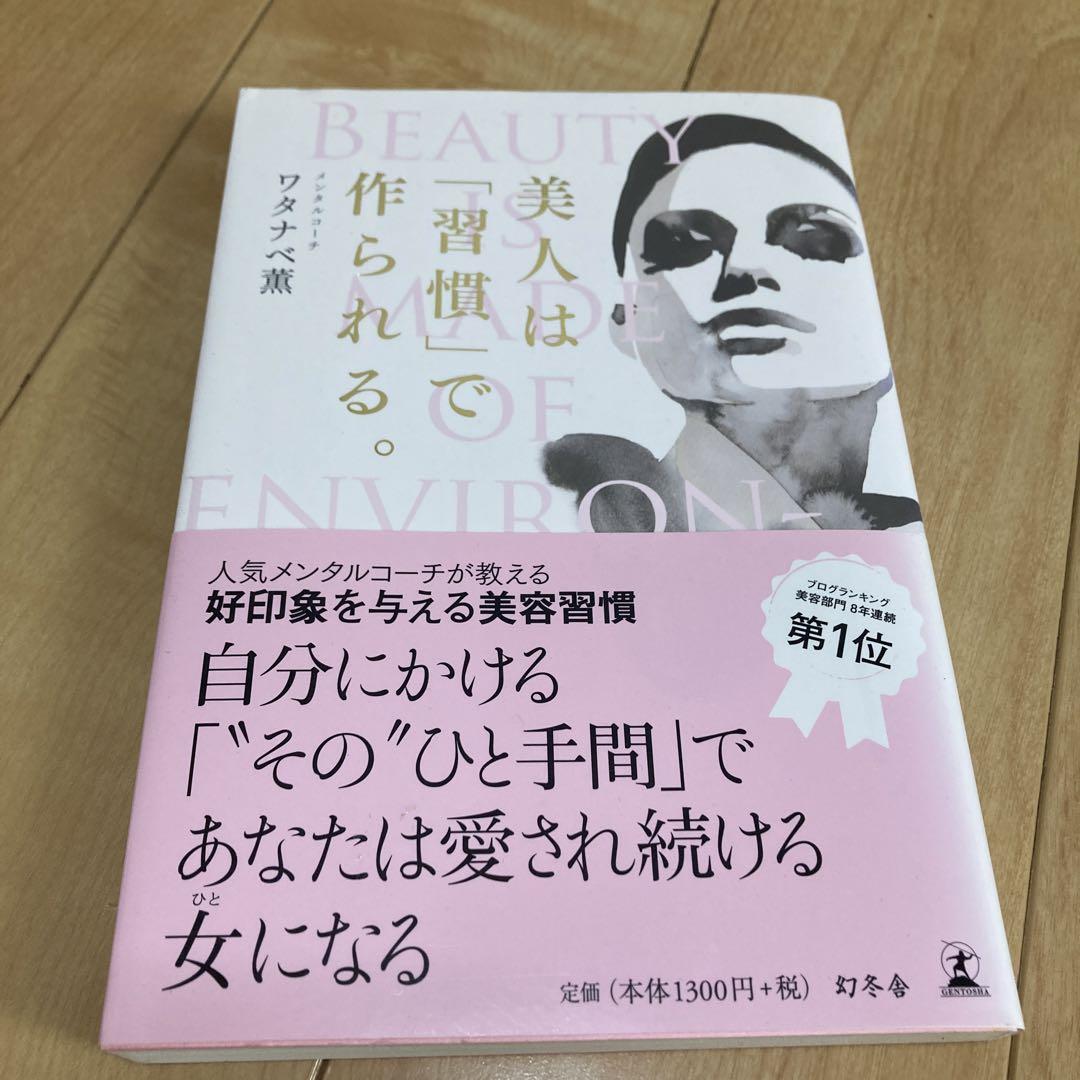 BEAUTY
IS
MADE
OF
ENVIRON-
美人は
「習慣」で
作られる。
メンタルコーチ
ワタナベ薫
人気メンタルコーチが教える
好印象を与える美容習慣
自分にかける
「〝その〟ひと手間」で
あなたは愛され続ける
ひと
女になる
ブログランキング
美容部門 8年連続
第1位
定価(本体1300円+税) 幻冬舎
GENTOSHA